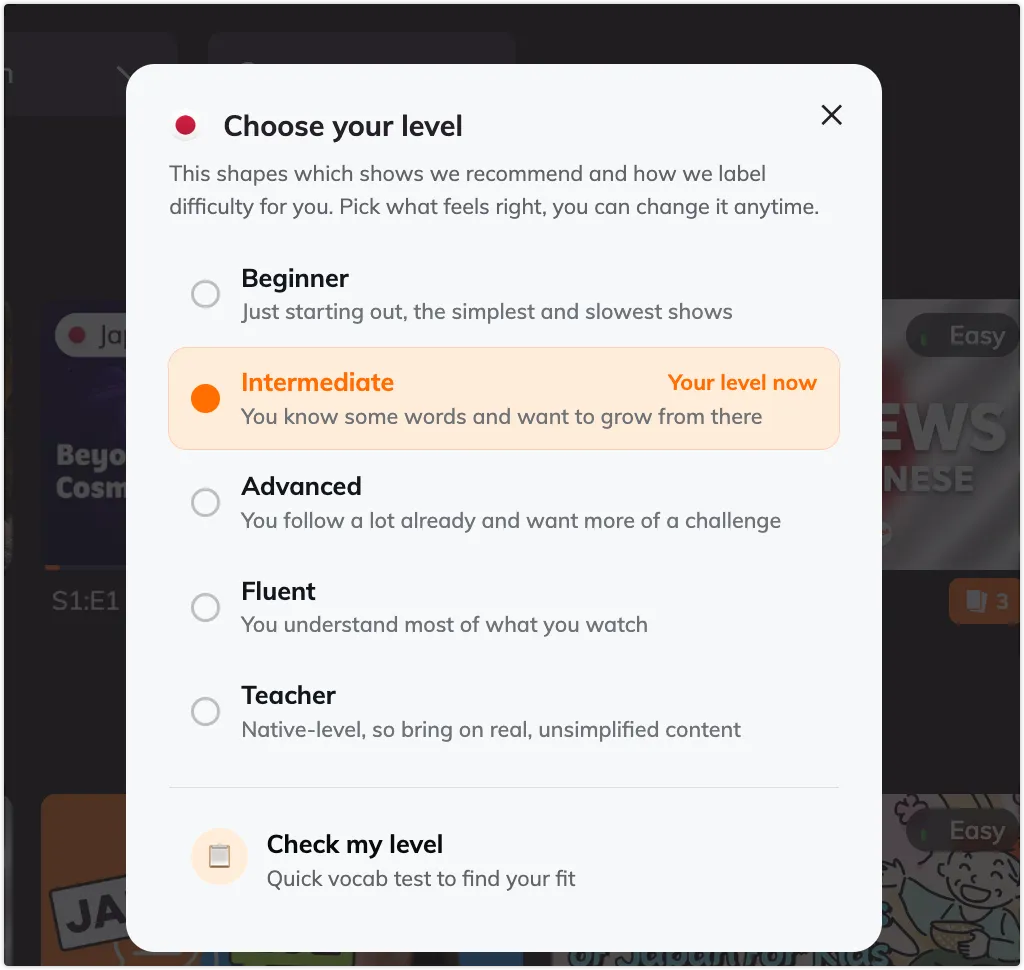 Choose your level
This shapes which shows we recommend and how we label
difficulty for you. Pick what feels right, you can change it anytime.
Beginner
Just starting out, the simplest and slowest shows
Intermediate
Your level now
You know some words and want to grow from there
Advanced
You follow a lot already and want more of a challenge
Fluent
You understand most of what you watch
Teacher
Native-level, so bring on real, unsimplified content
Check my level
Quick vocab test to find your fit
Easy
S1:E1
3
Easy